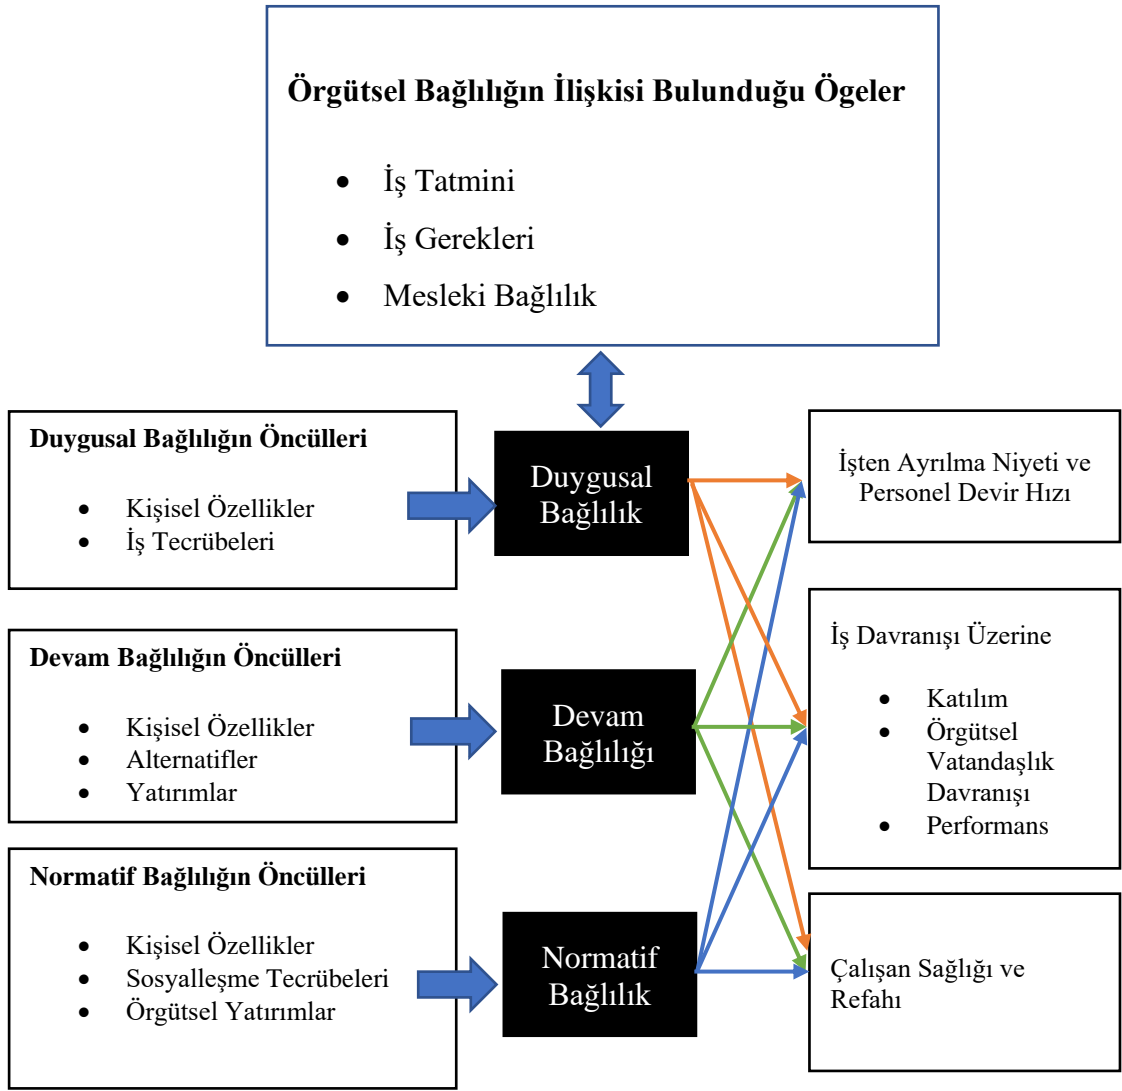 Örgütsel Bağlılığın İlişkisi Bulunduğu Ögeler
• İş Tatmini
• İş Gerekleri
• Mesleki Bağlılık
Duygusal Bağlılığın Öncülleri
• Kişisel Özellikler
• İş Tecrübeleri
Duygusal
Bağlılık
İşten Ayrılma Niyeti ve
Personel Devir Hızı
Devam Bağlılığın Öncülleri
• Kişisel Özellikler
• Alternatifler
• Yatırımlar
Devam
Bağlılığı
İş Davranışı Üzerine
• Katılım
• Örgütsel
Vatandaşlık
Davranışı
• Performans
Normatif Bağlılığın Öncülleri
• Kişisel Özellikler
• Sosyalleşme Tecrübeleri
• Örgütsel Yatırımlar
Normatif
Bağlılık
Çalışan Sağlığı ve
Refahı